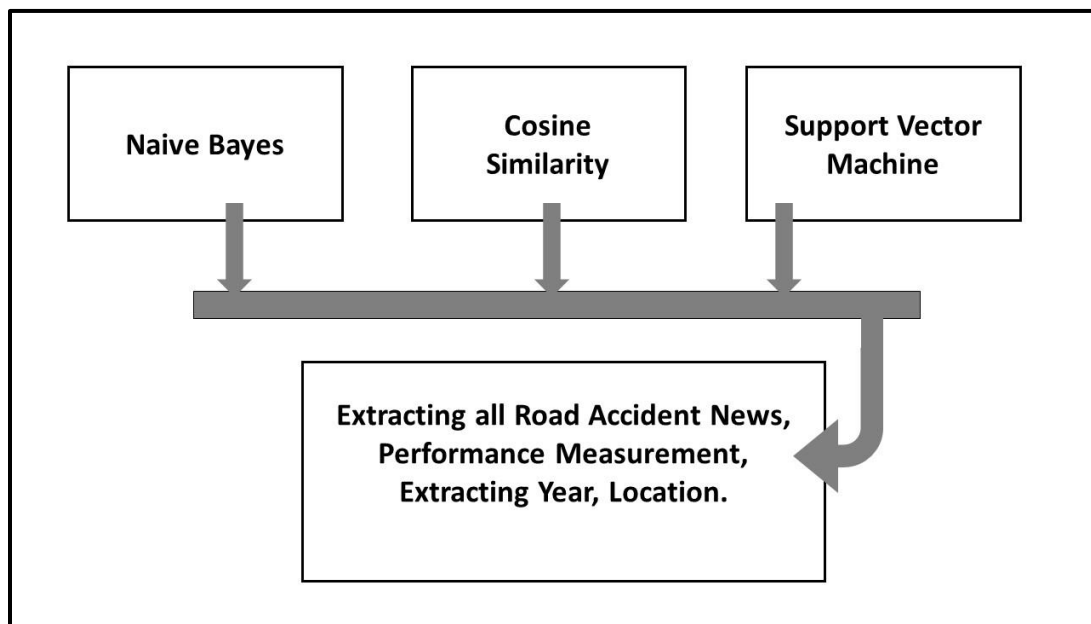 Naive Bayes
Cosine
Similarity
Support Vector
Machine
Extracting all Road Accident News,
Performance Measurement,
Extracting Year, Location.